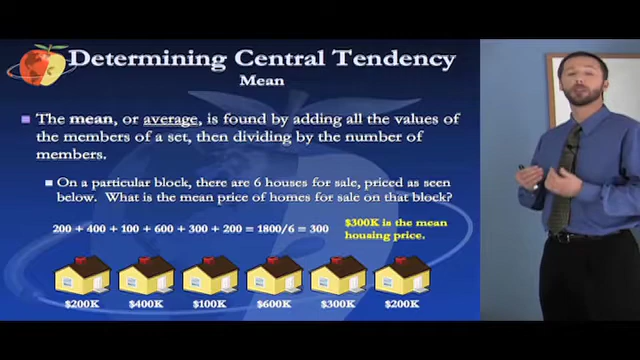 Determining Central Tendency
Mean
The mean, or average, is found by adding all the values of
the members of a set, then dividing by the number of
members.
On a particular block, there are 6 houses for sale, priced as seen
below. What is the mean price of homes for sale on that block?
200 + 400 + 100 + 600 + 300 + 200 = 1800/6 = 300
$300K is the mean
housing price.
$200K $400K $100K $600K $300K $200K